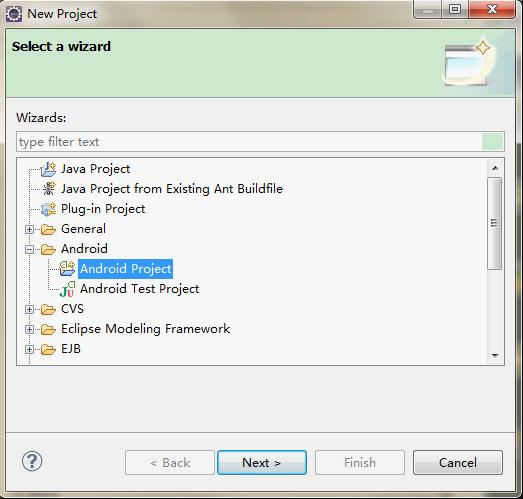 New Project
Select a wizard
Wizards:
type filter text
Java Project
Java Project from Existing Ant Buildfile
Plug-in Project
General
Android
Android Project
Android Test Project
CVS
Eclipse Modeling Framework
EJB
< Back
Next >
Finish
Cancel